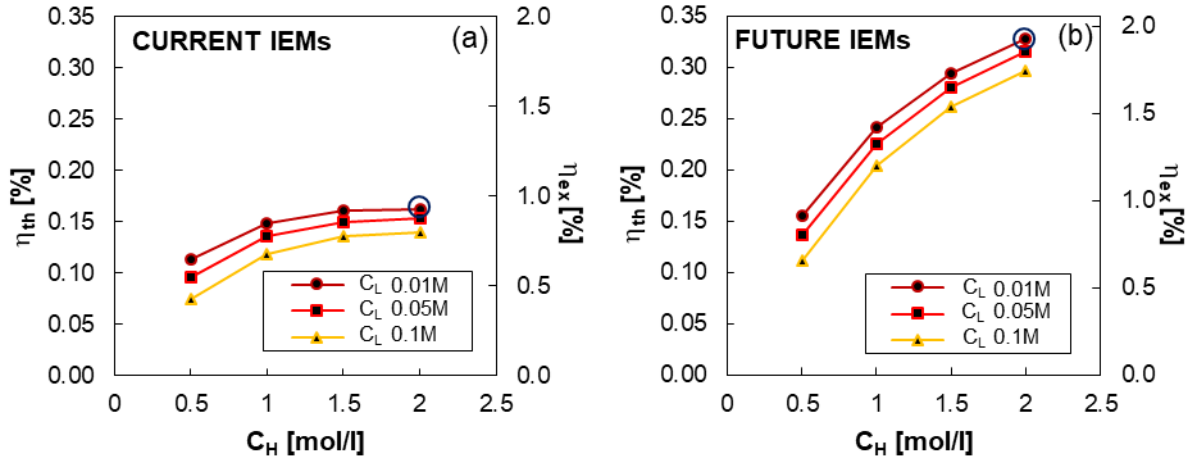 CURRENT IEMs
(a)
0.35
0.30
0.25
0.20
0.15
0.10
0.05
0.00
η_th [%]
2.0
1.5
1.0
0.5
0.0
η_ex [%]
C_L 0.01M
C_L 0.05M
C_L 0.1M
0 0.5 1 1.5 2 2.5
C_H [mol/l]
FUTURE IEMs
(b)
0.35
0.30
0.25
0.20
0.15
0.10
0.05
0.00
η_th [%]
2.0
1.5
1.0
0.5
0.0
η_ex [%]
C_L 0.01M
C_L 0.05M
C_L 0.1M
0 0.5 1 1.5 2 2.5
C_H [mol/l]